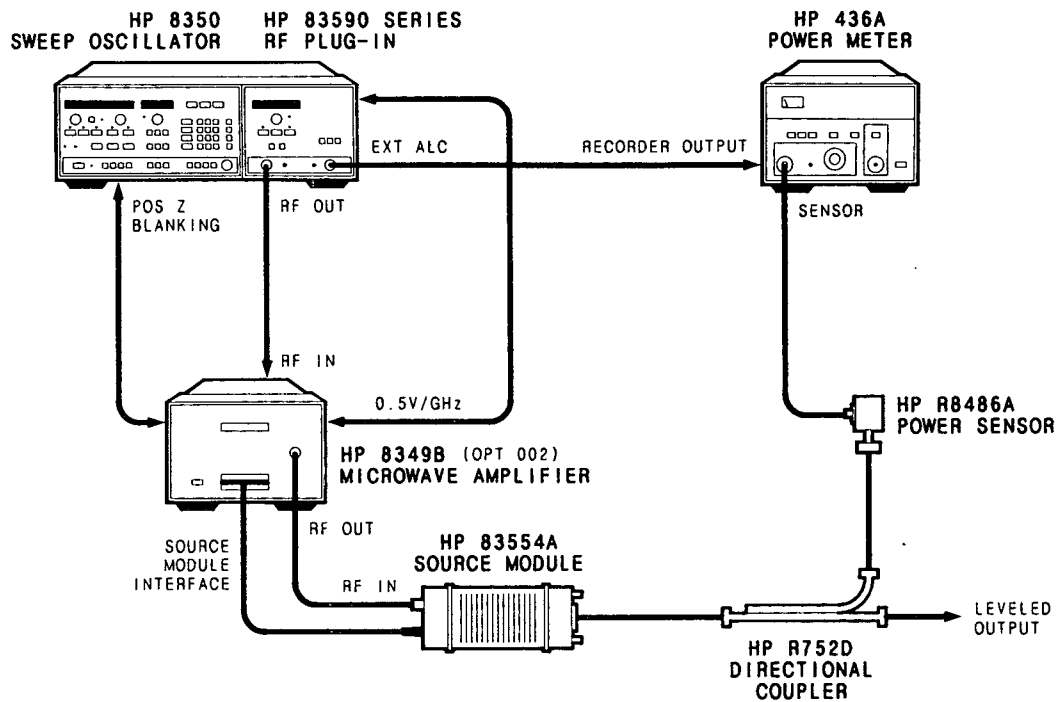 HP 8350
SWEEP OSCILLATOR
HP 83590 SERIES
RF PLUG-IN
HP 436A
POWER METER
EXT ALC
RECORDER OUTPUT
POS Z
BLANKING
RF OUT
SENSOR
RF IN
0.5V/GHz
HP R8486A
POWER SENSOR
HP 8349B (OPT 002)
MICROWAVE AMPLIFIER
RF OUT
SOURCE
MODULE
INTERFACE
HP 83554A
SOURCE MODULE
RF IN
LEVELED
OUTPUT
HP R752D
DIRECTIONAL
COUPLER